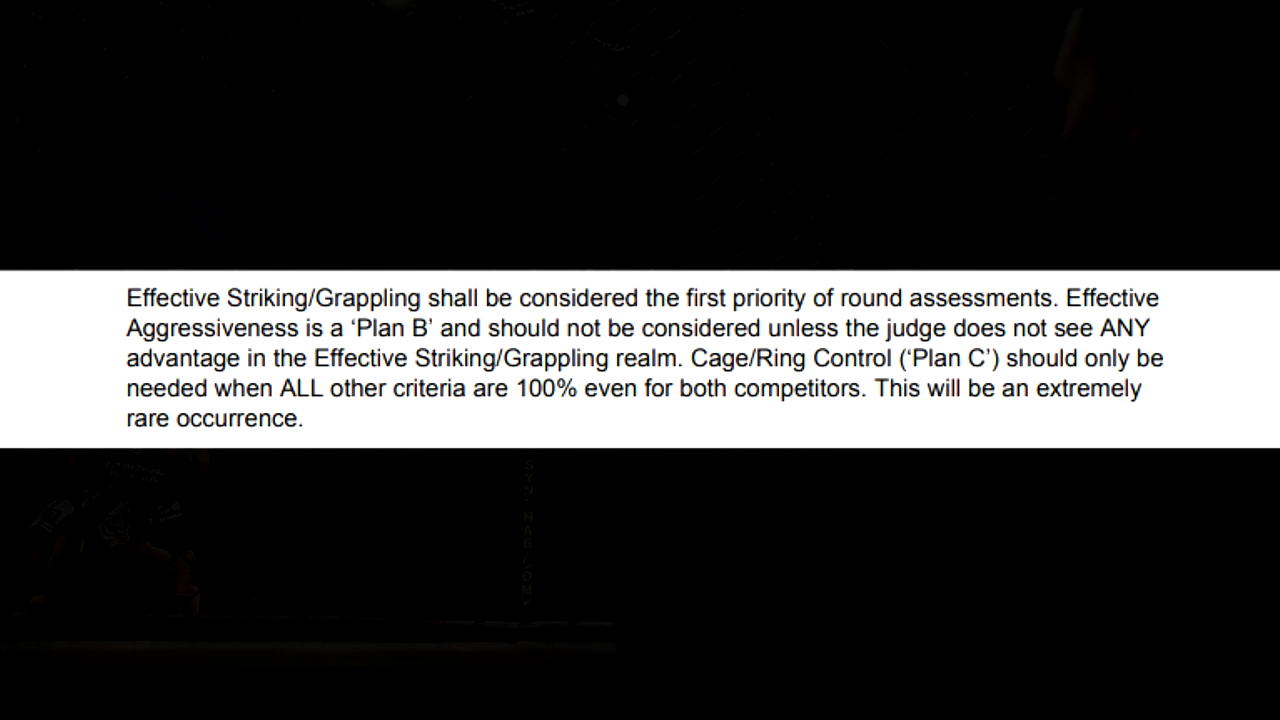 Effective Striking/Grappling shall be considered the first priority of round assessments. Effective
Aggressiveness is a ‘Plan B’ and should not be considered unless the judge does not see ANY
advantage in the Effective Striking/Grappling realm. Cage/Ring Control (‘Plan C’) should only be
needed when ALL other criteria are 100% even for both competitors. This will be an extremely
rare occurrence.